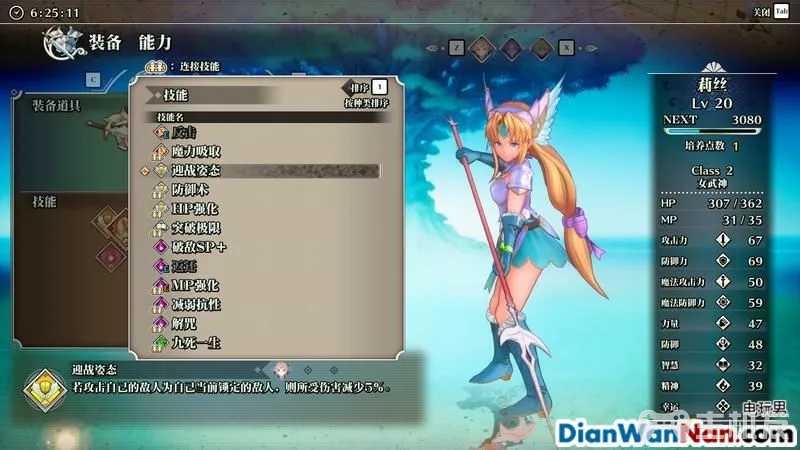 6:25:11
关闭 Tab
装备 能力
Z
X
：连接技能
C
装备道具
技能
技能
排序 1
按种类排序
技能名
反击
魔力吸取
迎战姿态
防御术
HP强化
突破极限
破敌SP+
MP强化
减弱抗性
解咒
九死一生
迎战姿态
若攻击自己的敌人为自己当前锁定的敌人，则所受伤害减少5%。
莉丝
Lv 20
NEXT 3080
培养点数 1
Class 2
女武神
HP 307 / 362
MP 31 / 35
攻击力 67
防御力 69
魔法攻击力 50
魔法防御力 59
力量 47
防御 48
智慧 32
精神 39
幸运
电玩男
DianWanNan.com